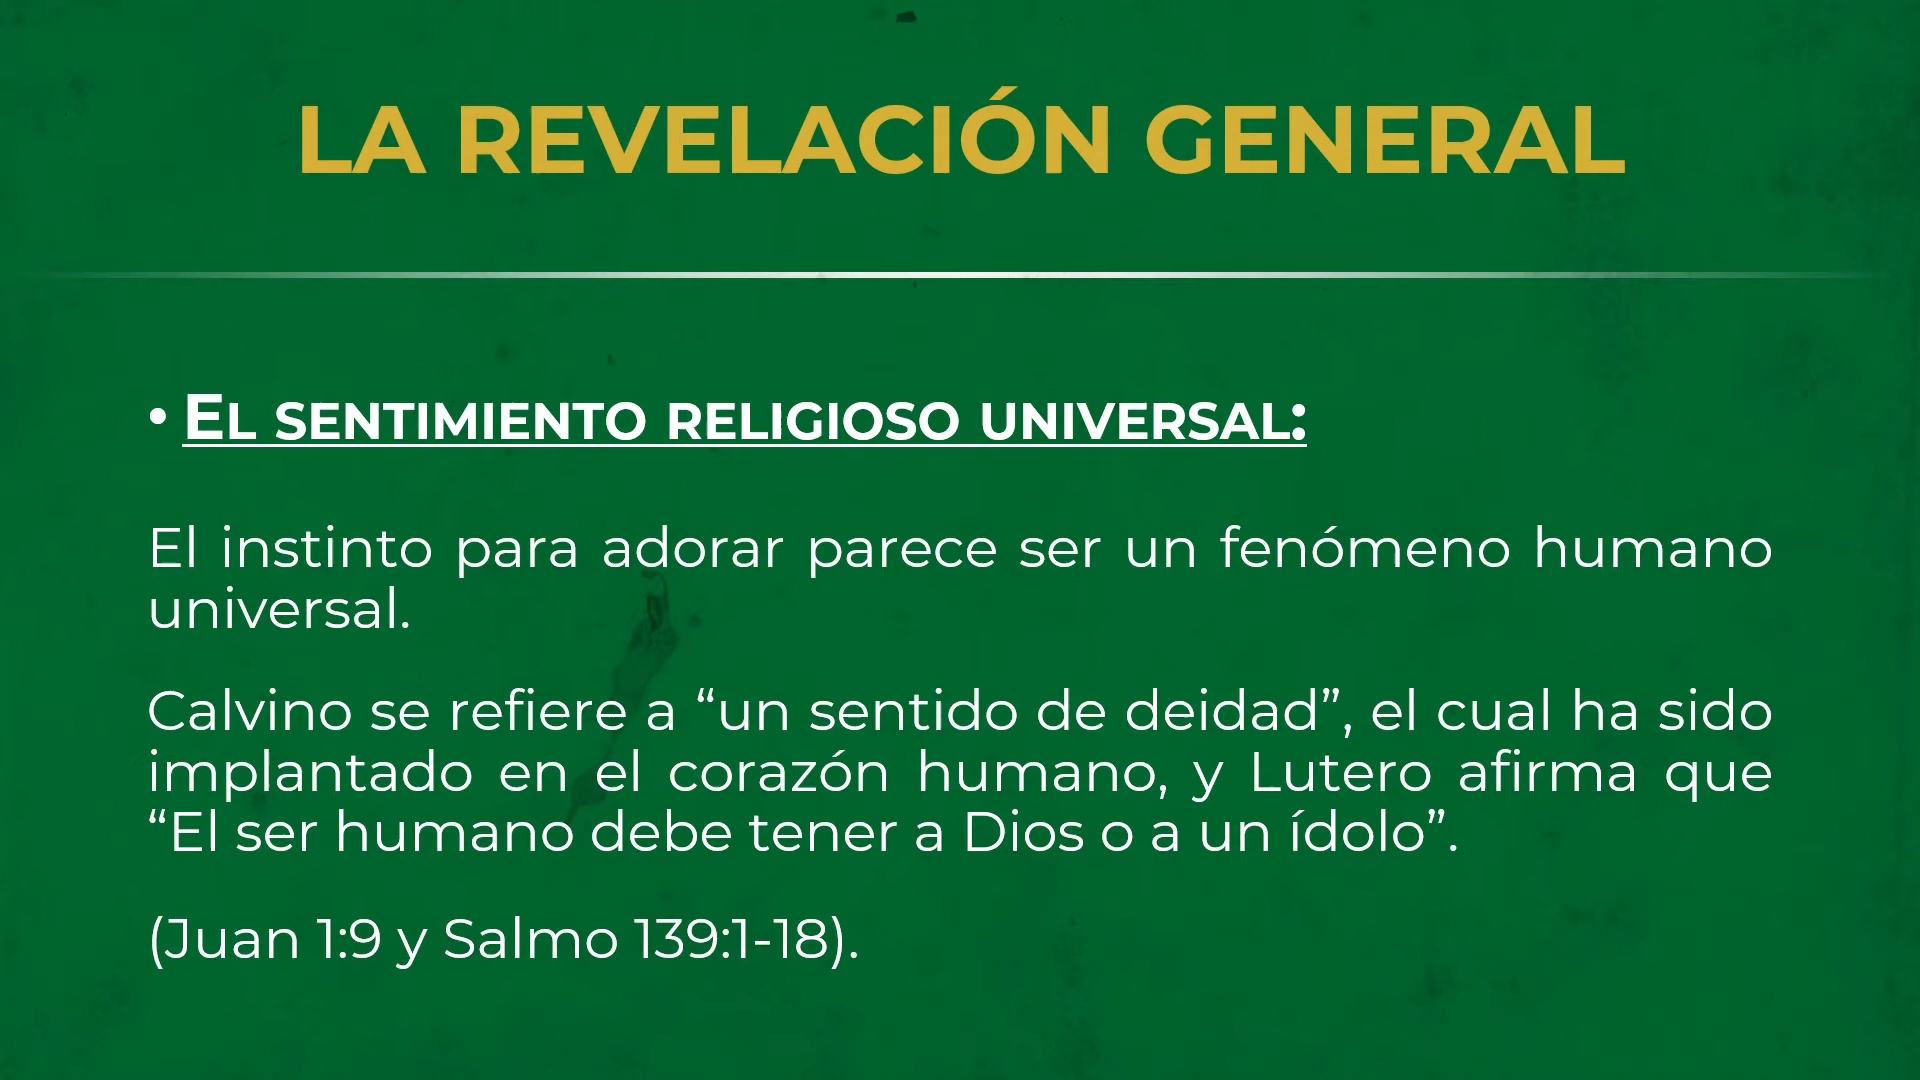 LA REVELACIÓN GENERAL
• EL SENTIMIENTO RELIGIOSO UNIVERSAL:
El instinto para adorar parece ser un fenómeno humano
universal.
Calvino se refiere a “un sentido de deidad”, el cual ha sido
implantado en el corazón humano, y Lutero afirma que
“El ser humano debe tener a Dios o a un ídolo”.
(Juan 1:9 y Salmo 139:1-18).